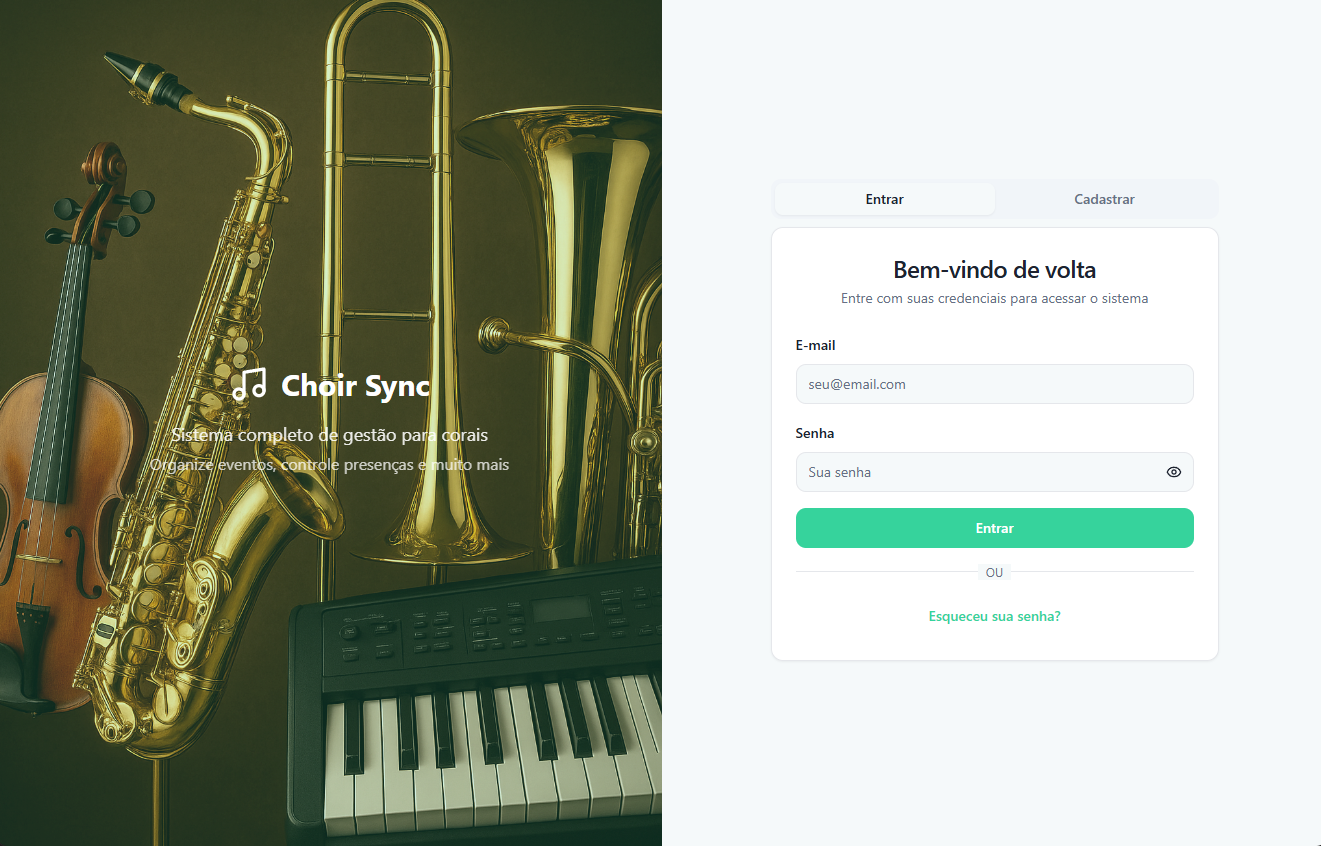 Choir Sync
Sistema completo de gestão para corais
Organize eventos, controle presenças e muito mais
Entrar
Cadastrar
Bem-vindo de volta
Entre com suas credenciais para acessar o sistema
E-mail
seu@email.com
Senha
Sua senha
Entrar
OU
Esqueceu sua senha?